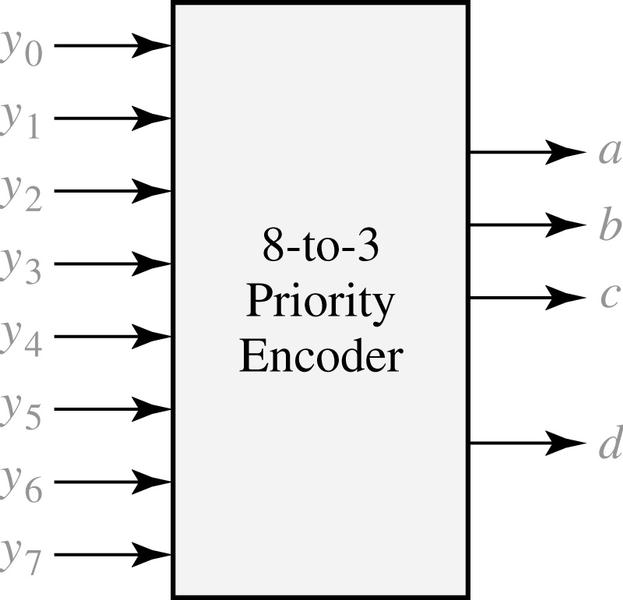 y0
y1
y2
y3
y4
y5
y6
y7
8-to-3
Priority
Encoder
a
b
c
d